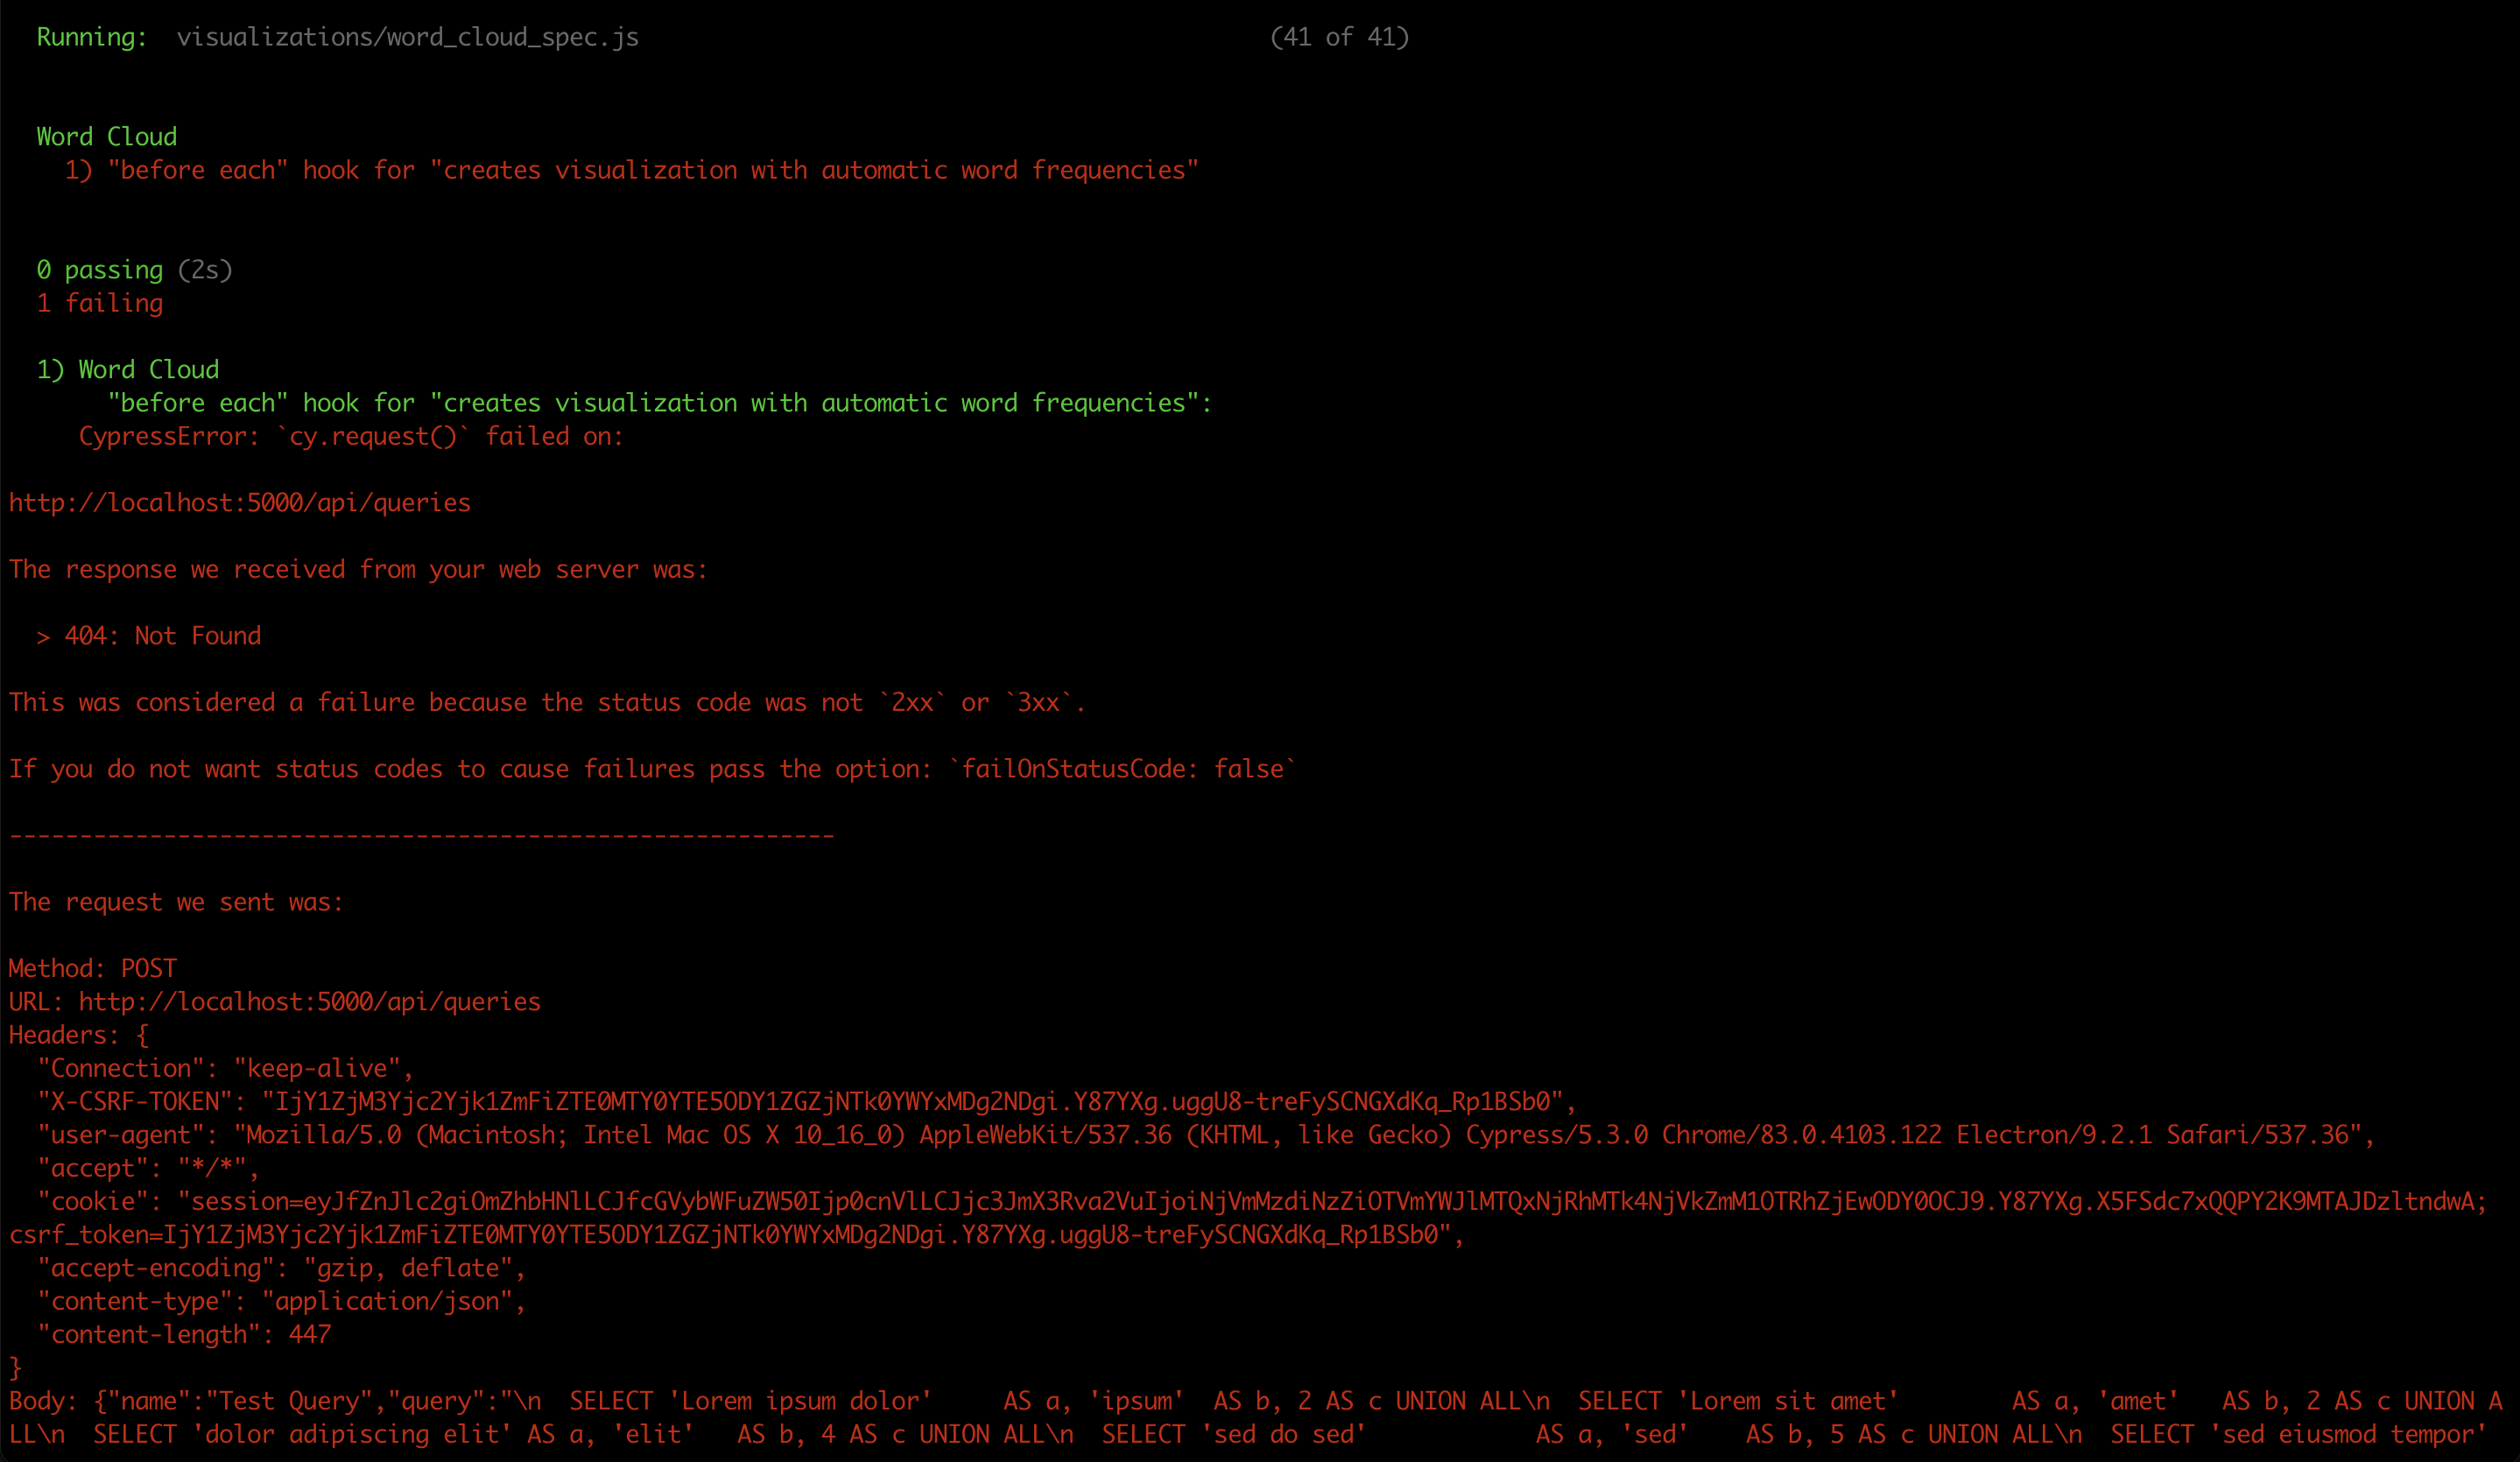 Running:  visualizations/word_cloud_spec.js                                            (41 of 41)
Word Cloud
1) "before each" hook for "creates visualization with automatic word frequencies"
0 passing (2s)
1 failing
1) Word Cloud
"before each" hook for "creates visualization with automatic word frequencies":
CypressError: `cy.request()` failed on:
http://localhost:5000/api/queries
The response we received from your web server was:
> 404: Not Found
This was considered a failure because the status code was not `2xx` or `3xx`.
If you do not want status codes to cause failures pass the option: `failOnStatusCode: false`
-----------------------------------------------------------
The request we sent was:
Method: POST
URL: http://localhost:5000/api/queries
Headers: {
"Connection": "keep-alive",
"X-CSRF-TOKEN": "IjY1ZjM3Yjc2Yjk1ZmFiZTE0MTY0YTE5ODY1ZGZjNTk0YWYxMDg2NDgi.Y87YXg.uggU8-treFySCNGXdKq_Rp1BSb0",
"user-agent": "Mozilla/5.0 (Macintosh; Intel Mac OS X 10_16_0) AppleWebKit/537.36 (KHTML, like Gecko) Cypress/5.3.0 Chrome/83.0.4103.122 Electron/9.2.1 Safari/537.36",
"accept": "*/*",
"cookie": "session=eyJfZnJlc2giOmZhbHNlLCJfcGVybWFuZW50Ijp0cnVlLCJjc3JmX3Rva2VuIjoiNjVmMzdiNzZiOTVmYWJlMTQxNjRhMTk4NjVkZmM1OTRhZjEwODY0OCJ9.Y87YXg.X5FSdc7xQQPY2K9MTAJDzltndwA;
csrf_token=IjY1ZjM3Yjc2Yjk1ZmFiZTE0MTY0YTE5ODY1ZGZjNTk0YWYxMDg2NDgi.Y87YXg.uggU8-treFySCNGXdKq_Rp1BSb0",
"accept-encoding": "gzip, deflate",
"content-type": "application/json",
"content-length": 447
}
Body: {"name":"Test Query","query":"\n  SELECT 'Lorem ipsum dolor'     AS a, 'ipsum'  AS b, 2 AS c UNION ALL\n  SELECT 'Lorem sit amet'        AS a, 'amet'   AS b, 2 AS c UNION A
LL\n  SELECT 'dolor adipiscing elit' AS a, 'elit'   AS b, 4 AS c UNION ALL\n  SELECT 'sed do sed'            AS a, 'sed'    AS b, 5 AS c UNION ALL\n  SELECT 'sed eiusmod tempor'